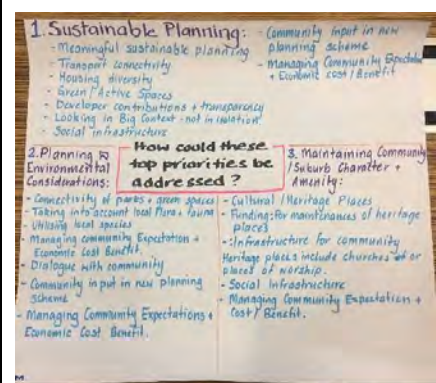 1. Sustainable Planning:
- Meaningful sustainable planning
- Transport connectivity
- Housing diversity
- Green / Active Spaces
- Developer contributions + transparency
- Looking in Big Context - not in isolation
- Social infrastructure
- Community input in new
planning scheme
- Managing Community Expectation
+ Economic cost / Benefit
How could these
top priorities be
addressed?
2. Planning &
Environmental
Considerations:
- Connectivity of parks + green spaces
- Taking into account local flora + fauna
- Utilising local species
- Managing community Expectation +
Economic Cost Benefit.
- Dialogue with community
- Community input in new planning
scheme
- Managing Community Expectations +
Economic Cost Benefit.
3. Maintaining Community
/ Suburb Character +
Amenity:
- Cultural / Heritage Places
- Funding: for maintenances of heritage
places
- : Infrastructure for community
Heritage places include churches or
places of worship.
- Social Infrastructure
- Managing Community Expectation +
Cost / Benefit.